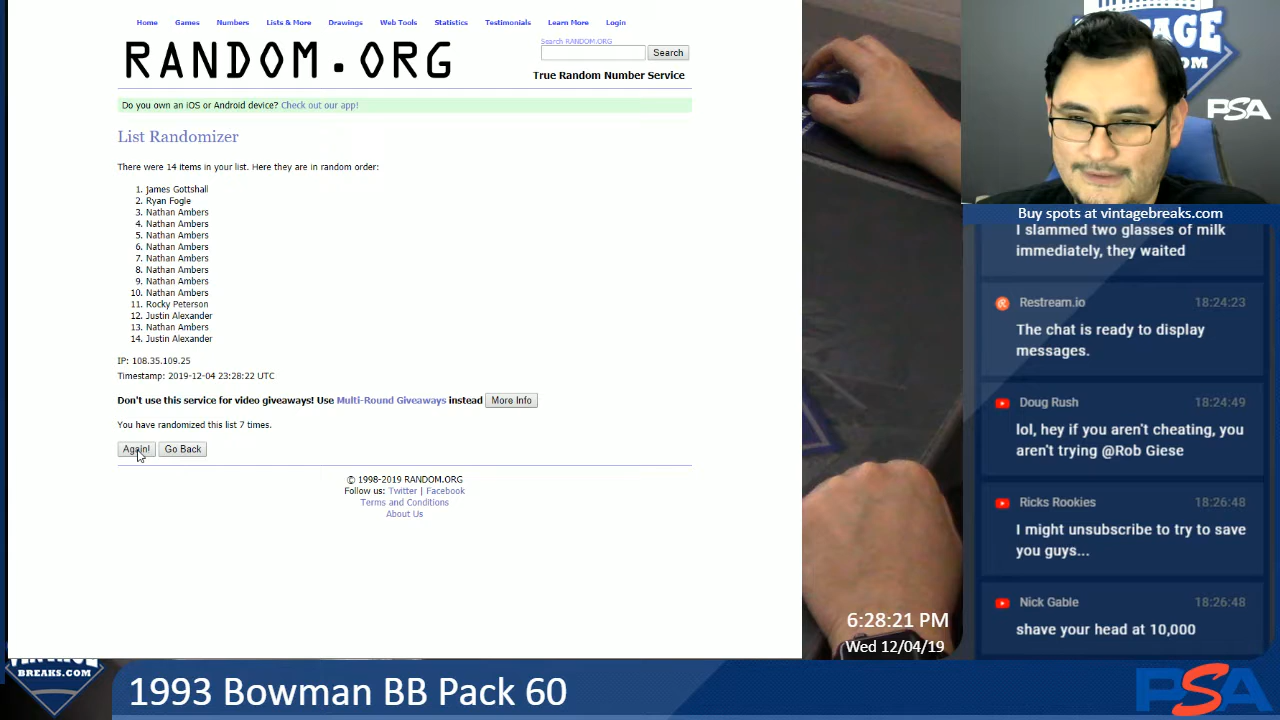 Home Games Numbers Lists & More Drawings Web Tools Statistics Testimonials Learn More Login
RANDOM.ORG
Search RANDOM.ORG
Search
True Random Number Service
Do you own an iOS or Android device? Check out our app!
List Randomizer
There were 14 items in your list. Here they are in random order:
1. James Gottshall
2. Ryan Fogle
3. Nathan Ambers
4. Nathan Ambers
5. Nathan Ambers
6. Nathan Ambers
7. Nathan Ambers
8. Nathan Ambers
9. Nathan Ambers
10. Nathan Ambers
11. Rocky Peterson
12. Justin Alexander
13. Nathan Ambers
14. Justin Alexander
IP: 108.35.109.25
Timestamp: 2019-12-04 23:28:22 UTC
Don't use this service for video giveaways! Use Multi-Round Giveaways instead More Info
You have randomized this list 7 times.
Again! Go Back
© 1998-2019 RANDOM.ORG
Follow us: Twitter | Facebook
Terms and Conditions
About Us
PSA
Buy spots at vintagebreaks.com
I slammed two glasses of milk
immediately, they waited
Restream.io 18:24:23
The chat is ready to display
messages.
Doug Rush 18:24:49
lol, hey if you aren't cheating, you
aren't trying @Rob Giese
Ricks Rookies 18:26:48
I might unsubscribe to try to save
you guys...
Nick Gable 18:26:48
shave your head at 10,000
6:28:21 PM
Wed 12/04/19
BREAKS.COM
1993 Bowman BB Pack 60
PSA